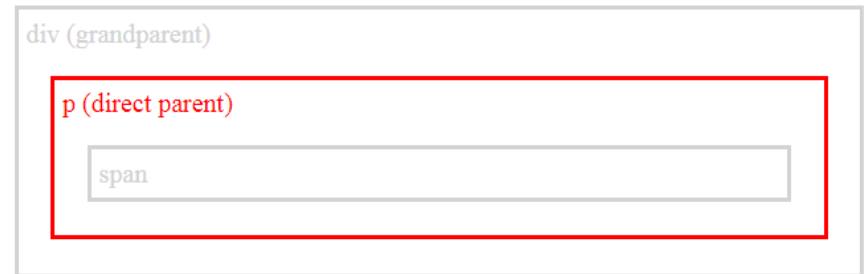 div (grandparent)
p (direct parent)
span